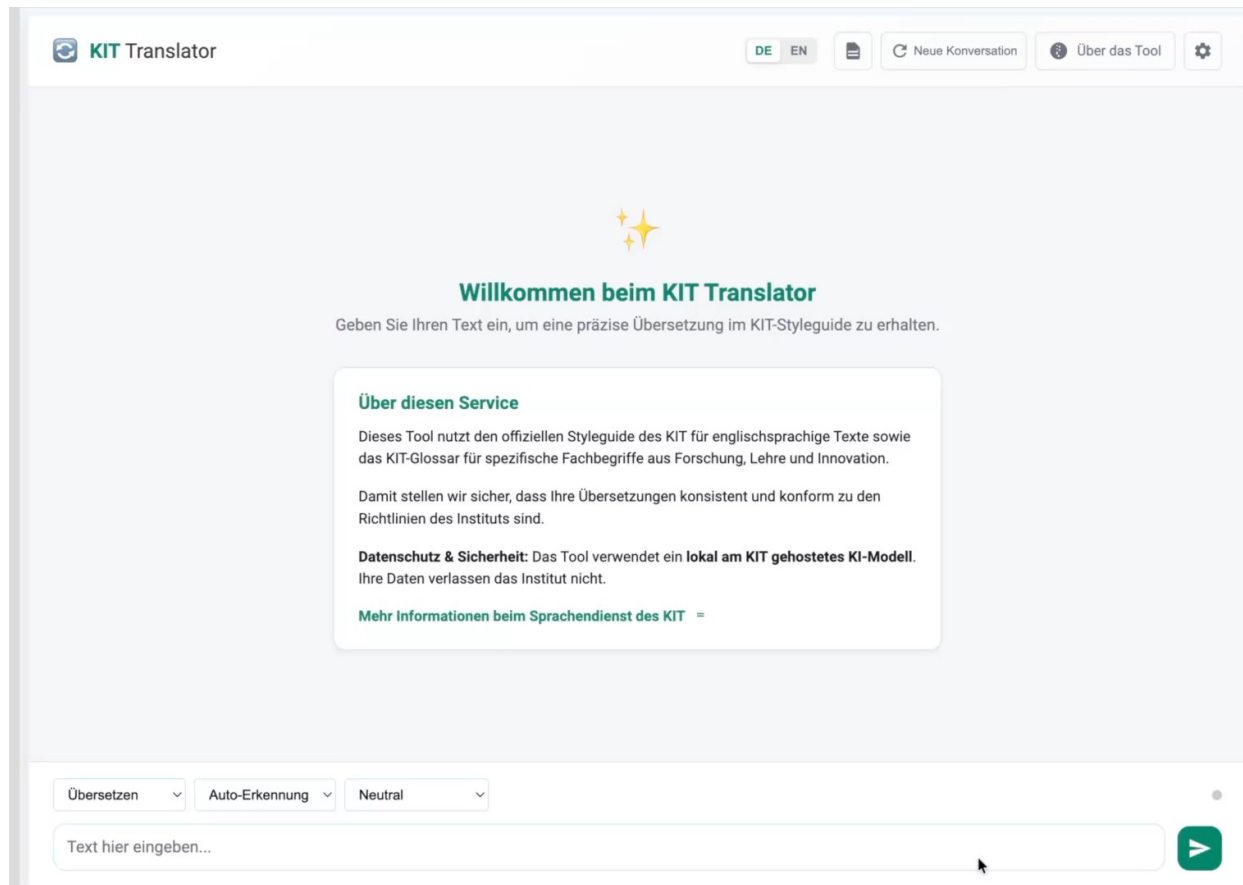 KIT Translator
DE EN
Neue Konversation
Über das Tool
Willkommen beim KIT Translator
Geben Sie Ihren Text ein, um eine präzise Übersetzung im KIT-Styleguide zu erhalten.
Über diesen Service
Dieses Tool nutzt den offiziellen Styleguide des KIT für englischsprachige Texte sowie
das KIT-Glossar für spezifische Fachbegriffe aus Forschung, Lehre und Innovation.
Damit stellen wir sicher, dass Ihre Übersetzungen konsistent und konform zu den
Richtlinien des Instituts sind.
Datenschutz & Sicherheit: Das Tool verwendet ein lokal am KIT gehostetes KI-Modell.
Ihre Daten verlassen das Institut nicht.
Mehr Informationen beim Sprachendienst des KIT =
Übersetzen
Auto-Erkennung
Neutral
Text hier eingeben...